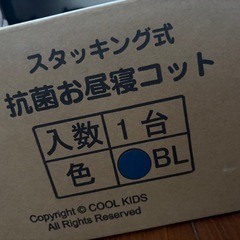 スタッキング式
抗菌お昼寝コット
入数 1台
色 BL
Copyright © COOL KIDS
All Rights Reserved